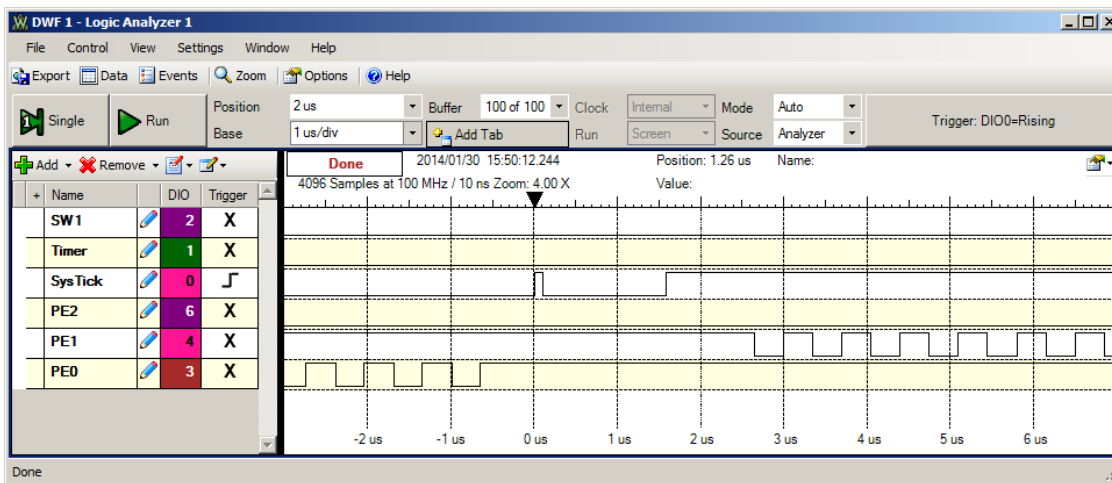 DWF 1 - Logic Analyzer 1
File Control View Settings Window Help
Export Data Events Zoom Options Help
Single Run
Position 2 us Buffer 100 of 100 Clock Internal Mode Auto
Base 1 us/div Add Tab Run Screen Source Analyzer
Trigger: DIO0=Rising
Add Remove
Done 2014/01/30 15:50:12.244 Position: 1.26 us Name:
4096 Samples at 100 MHz / 10 ns Zoom: 4.00 X Value:
+ Name DIO Trigger
SW1 2 X
Timer 1 X
SysTick 0
PE2 6 X
PE1 4 X
PE0 3 X
-2 us -1 us 0 us 1 us 2 us 3 us 4 us 5 us 6 us
Done